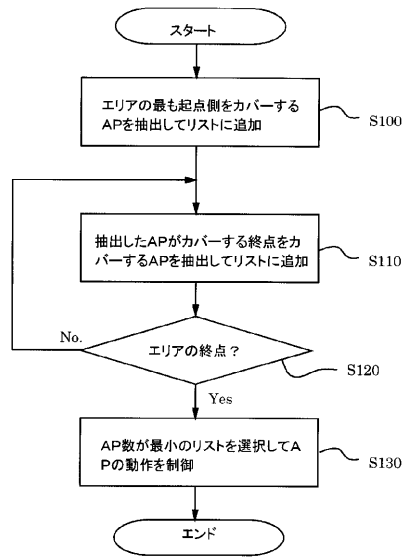 スタート
エリアの最も起点側をカバーする
APを抽出してリストに追加
S100
抽出したAPがカバーする終点をカ
バーするAPを抽出してリストに追加
S110
No.
エリアの終点？
S120
Yes
AP数が最小のリストを選択してA
Pの動作を制御
S130
エンド